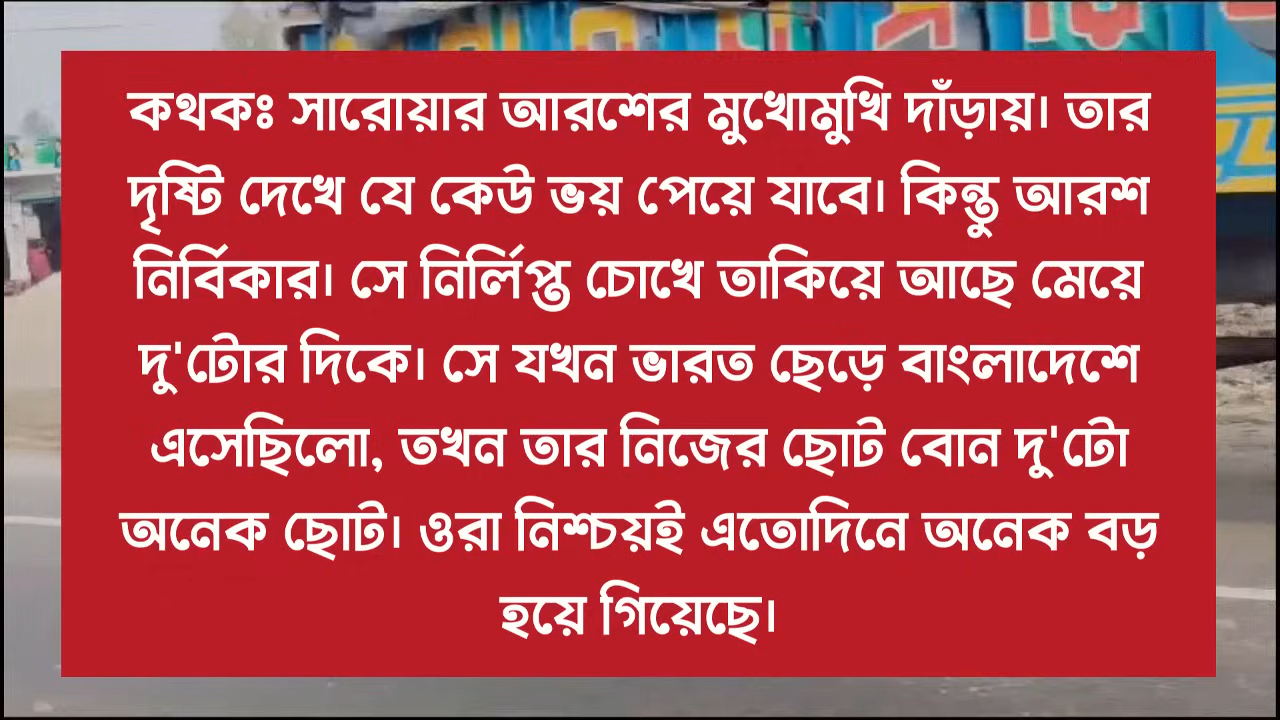 কথকঃ সারোয়ার আরশের মুখোমুখি দাঁড়ায়। তার
দৃষ্টি দেখে যে কেউ ভয় পেয়ে যাবে। কিন্তু আরশ
নির্বিকার। সে নির্লিপ্ত চোখে তাকিয়ে আছে মেয়ে
দু'টোর দিকে। সে যখন ভারত ছেড়ে বাংলাদেশে
এসেছিলো, তখন তার নিজের ছোট বোন দু'টো
অনেক ছোট। ওরা নিশ্চয়ই এতোদিনে অনেক বড়
হয়ে গিয়েছে।